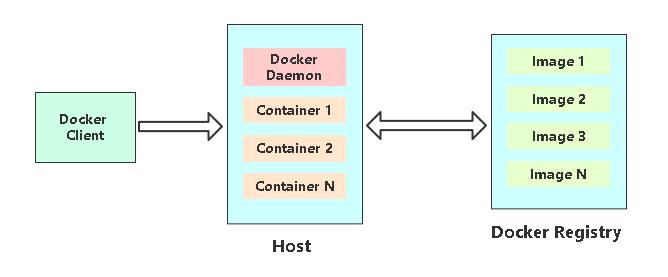 Docker
Client
Docker
Daemon
Container 1
Container 2
Container N
Host
Image 1
Image 2
Image 3
Image N
Docker Registry